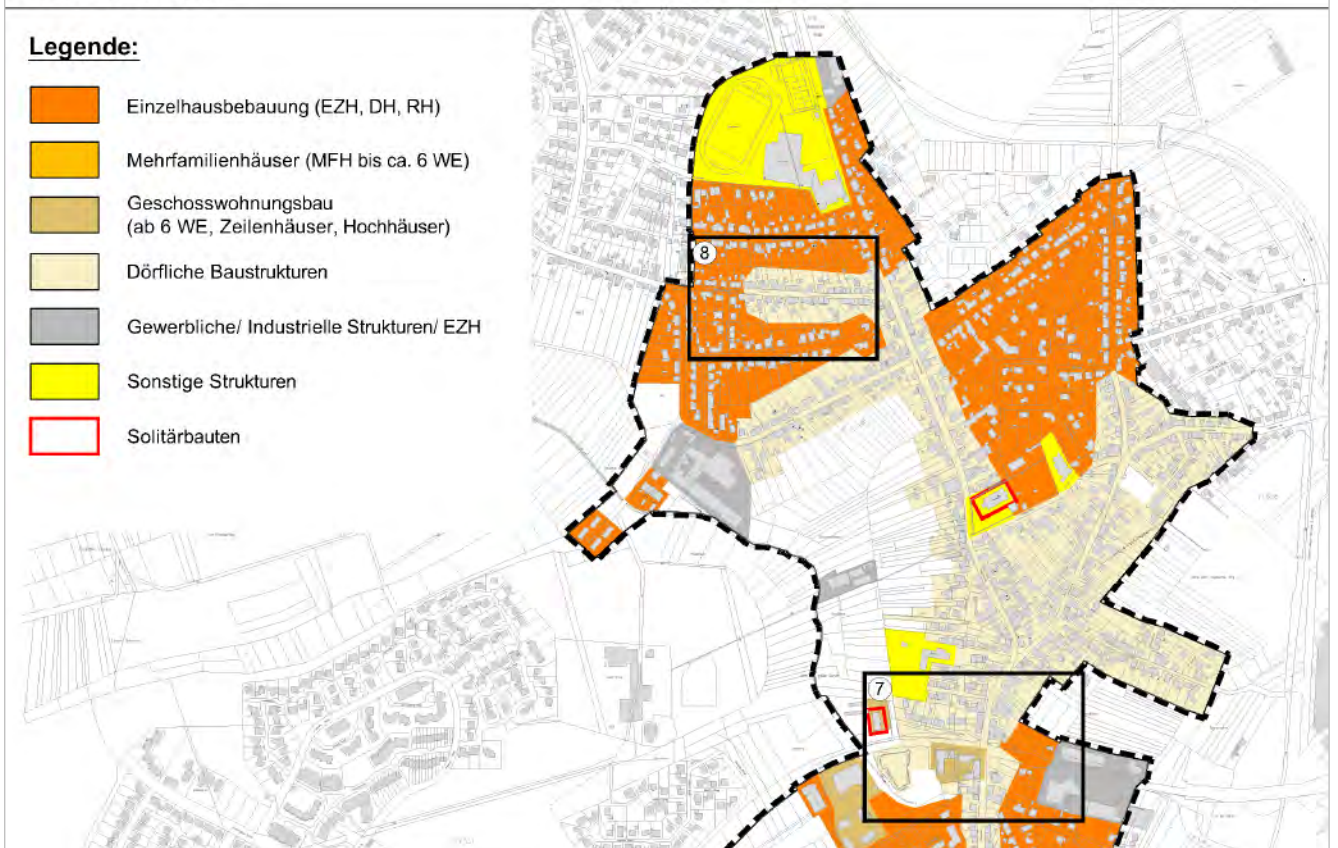 Legende:
Einzelhausbebauung (EZH, DH, RH)
Mehrfamilienhäuser (MFH bis ca. 6 WE)
Geschosswohnungsbau
(ab 6 WE, Zeilenhäuser, Hochhäuser)
Dörfliche Baustrukturen
Gewerbliche/ Industrielle Strukturen/ EZH
Sonstige Strukturen
Solitärbauten
8
7